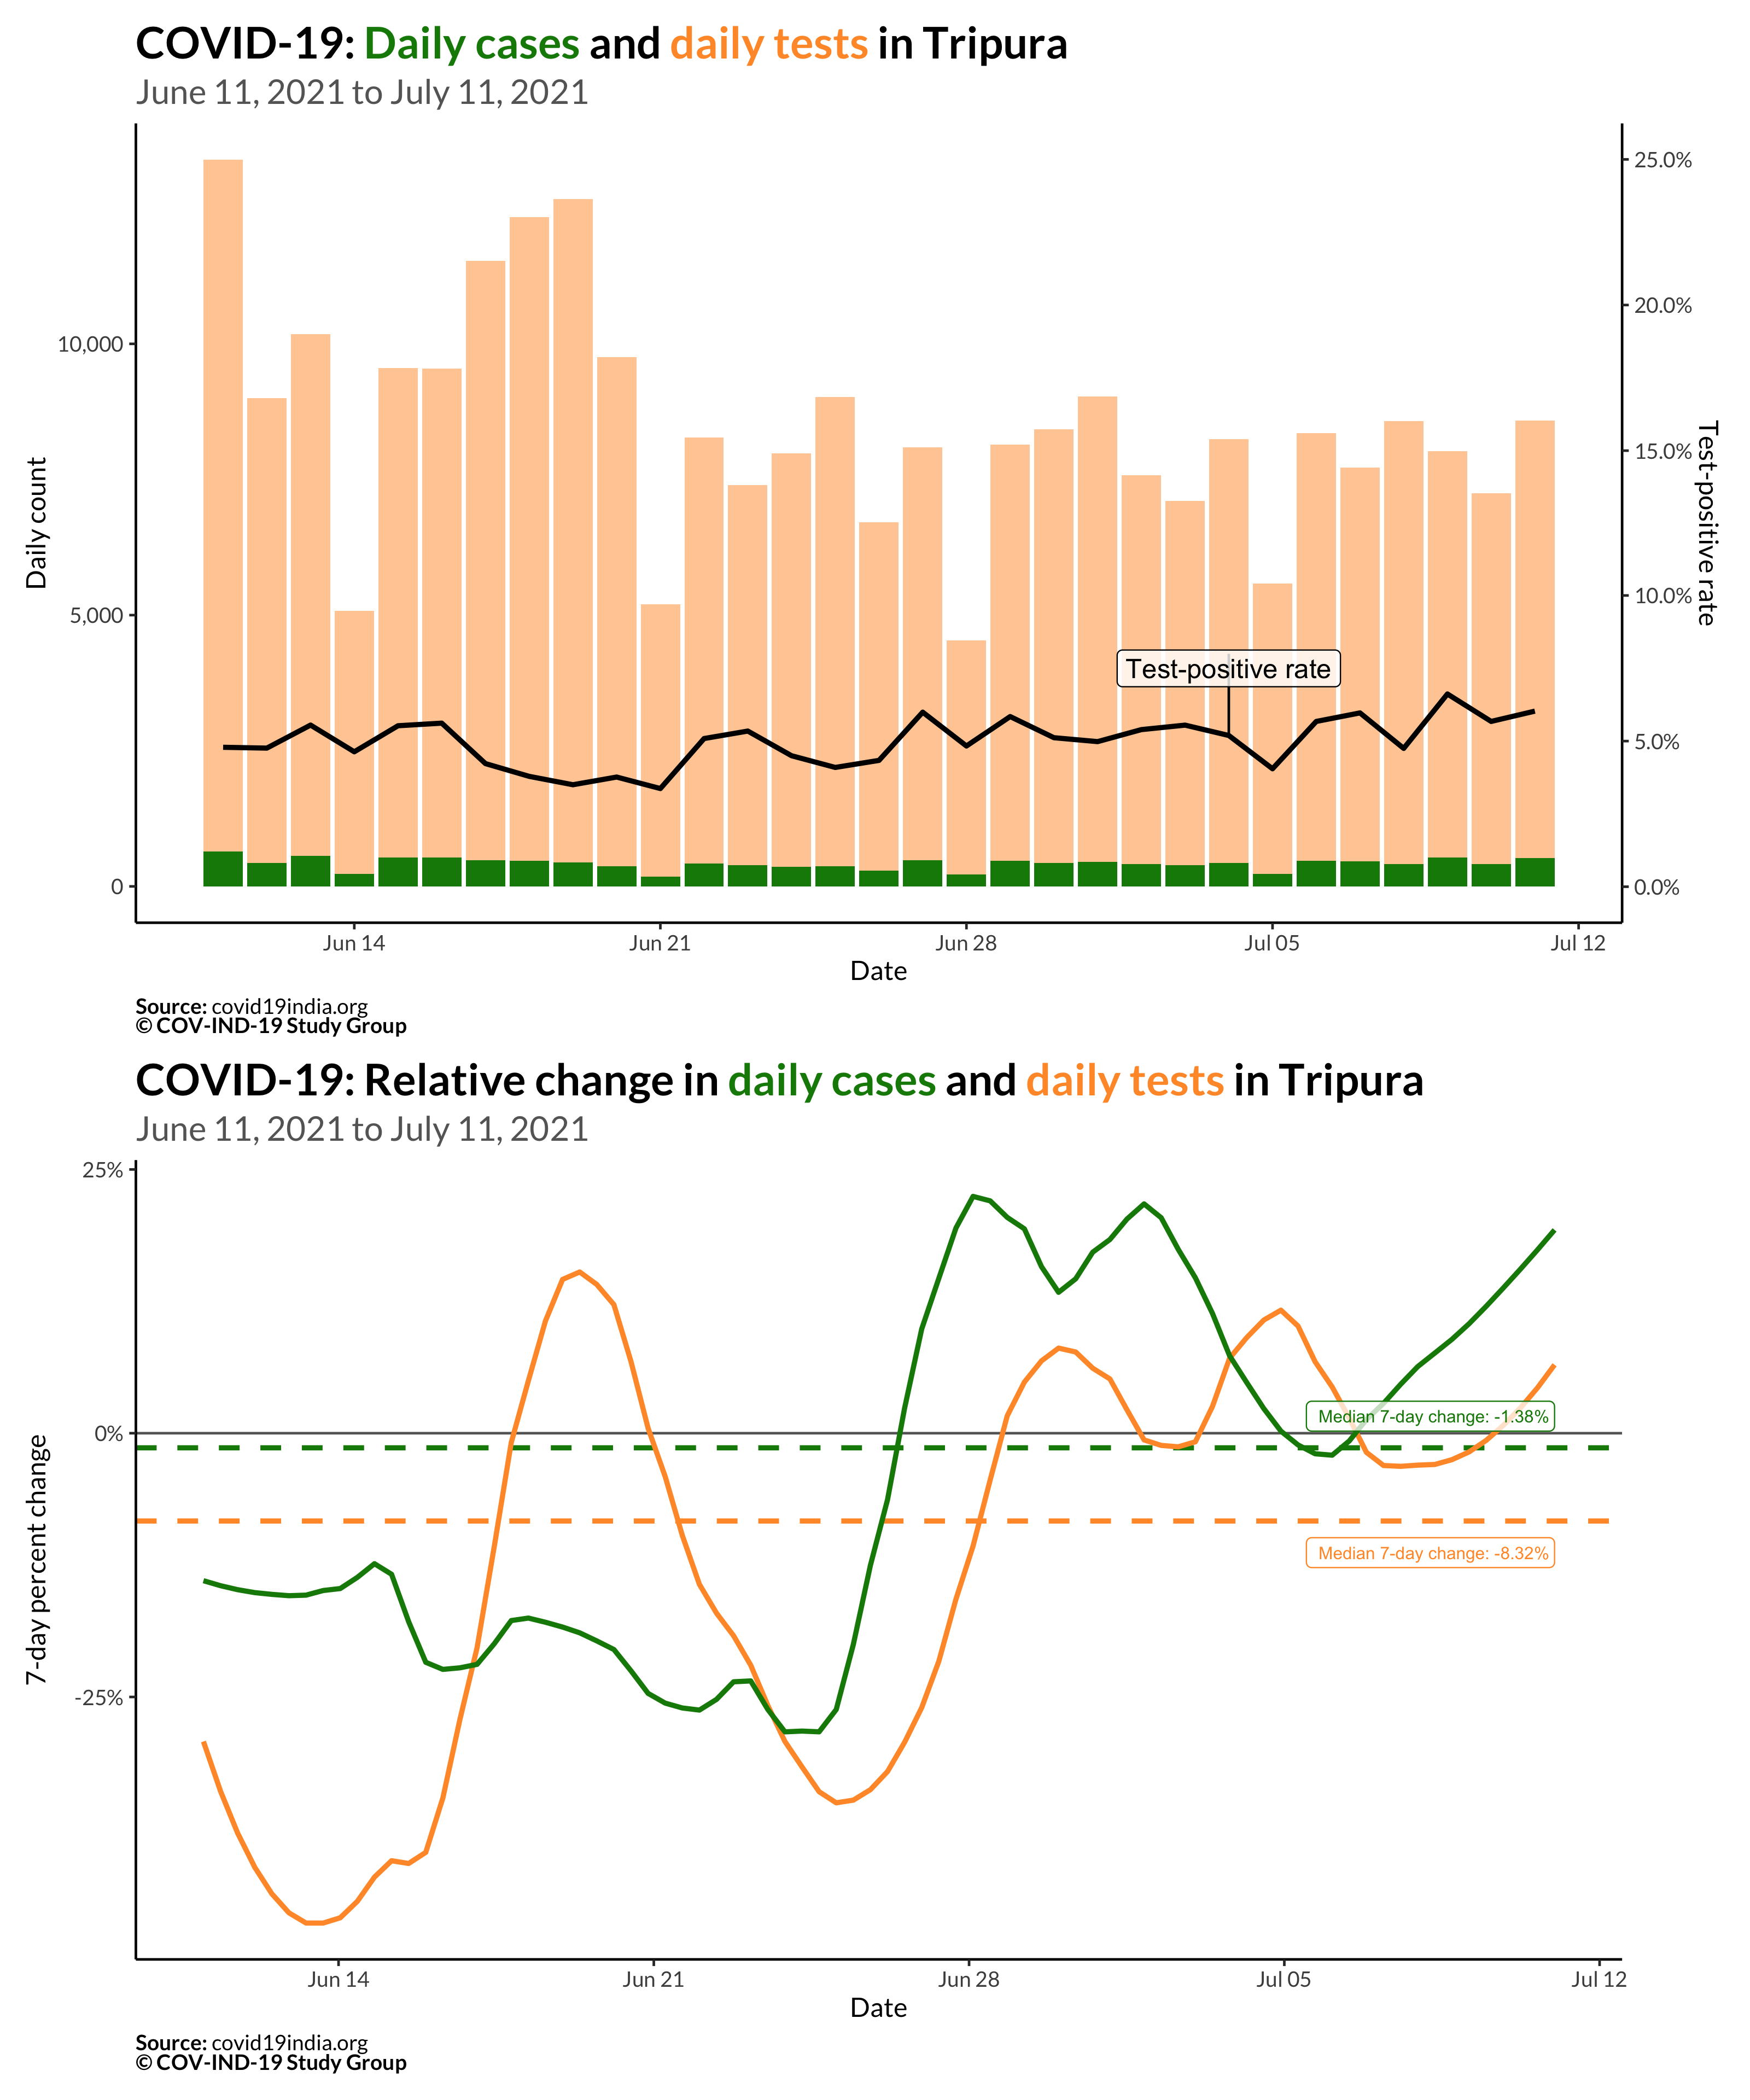 COVID-19: Daily cases and daily tests in Tripura
June 11, 2021 to July 11, 2021
25.0%
20.0%
10,000
15.0%
Daily count
Test-positive rate
10.0%
5,000
Test-positive rate
5.0%
0
0.0%
Jun 14
Jun 21
Jun 28
Jul 05
Jul 12
Date
Source: covid19india.org
© COV-IND-19 Study Group
COVID-19: Relative change in daily cases and daily tests in Tripura
June 11, 2021 to July 11, 2021
25%
Median 7-day change: -1.38%
0%
7-day percent change
Median 7-day change: -8.32%
-25%
Jun 14
Jun 21
Jun 28
Jul 05
Jul 12
Date
Source: covid19india.org
© COV-IND-19 Study Group